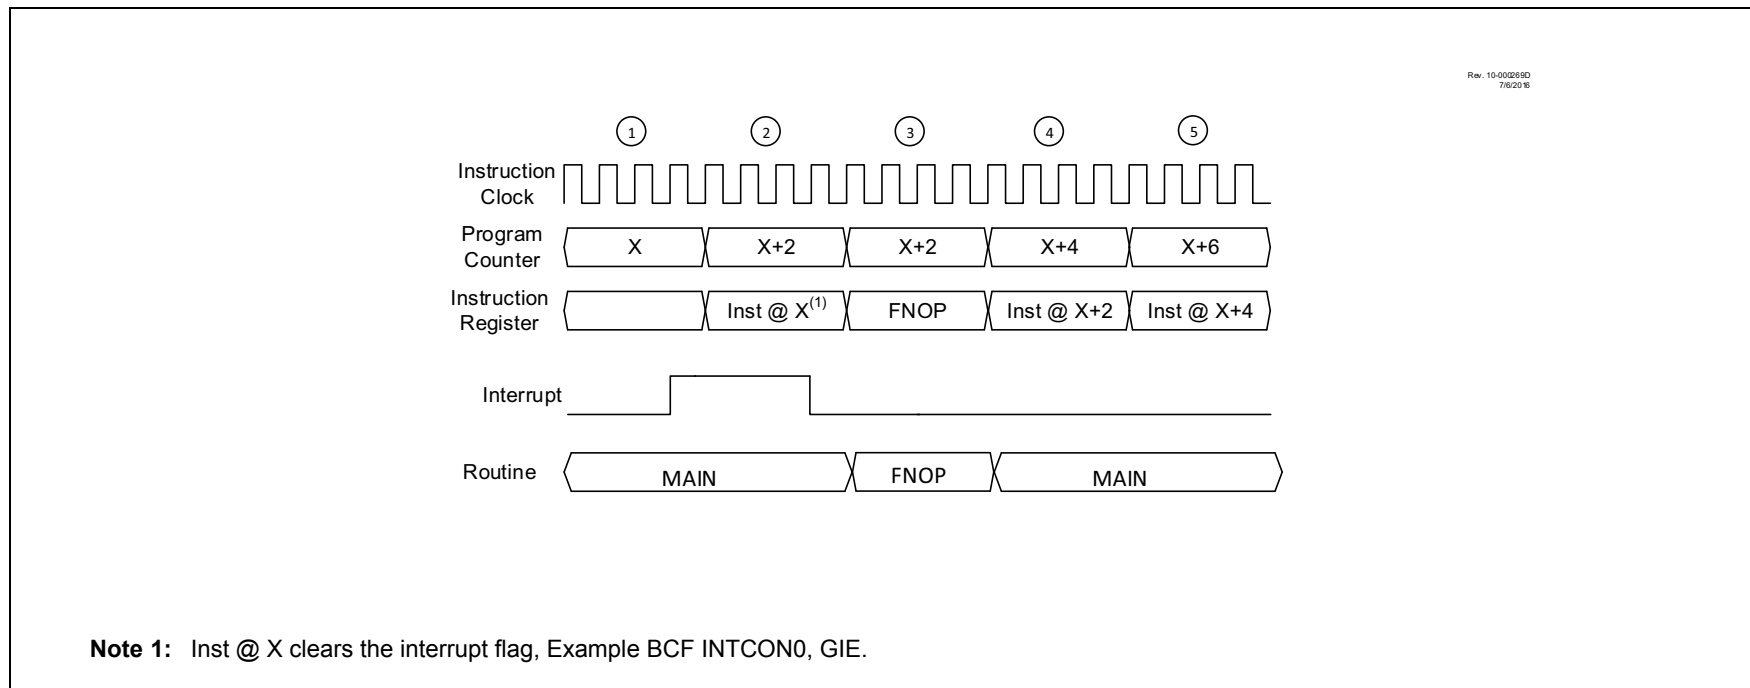 Rev. 10-000269D
7/6/2016
1 2 3 4 5
Instruction
Clock
Program
Counter
X X+2 X+2 X+4 X+6
Instruction
Register
Inst @ X(1) FNOP Inst @ X+2 Inst @ X+4
Interrupt
Routine MAIN FNOP MAIN
Note 1: Inst @ X clears the interrupt flag, Example BCF INTCON0, GIE.